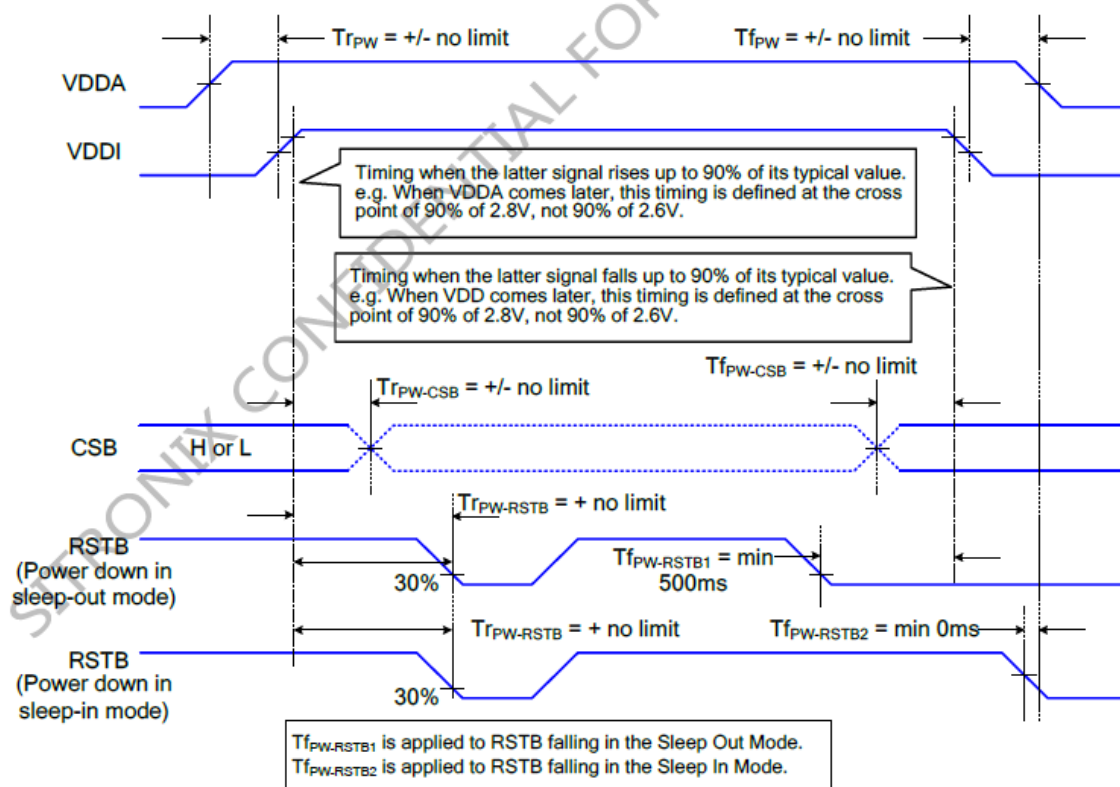 TrPW = +/- no limit
TfPW = +/- no limit
VDDA
VDDI
Timing when the latter signal rises up to 90% of its typical value.
e.g. When VDDA comes later, this timing is defined at the cross
point of 90% of 2.8V, not 90% of 2.6V.
Timing when the latter signal falls up to 90% of its typical value.
e.g. When VDD comes later, this timing is defined at the cross
point of 90% of 2.8V, not 90% of 2.6V.
TrPW-CSB = +/- no limit
TfPW-CSB = +/- no limit
CSB
H or L
TrPW-RSTB = + no limit
RSTB
(Power down in
sleep-out mode)
30%
TfPW-RSTB1 = min
500ms
TrPW-RSTB = + no limit
TfPW-RSTB2 = min 0ms
RSTB
(Power down in
sleep-in mode)
30%
TfPW-RSTB1 is applied to RSTB falling in the Sleep Out Mode.
TfPW-RSTB2 is applied to RSTB falling in the Sleep In Mode.
SITRONIX CONFIDENTIAL FOR